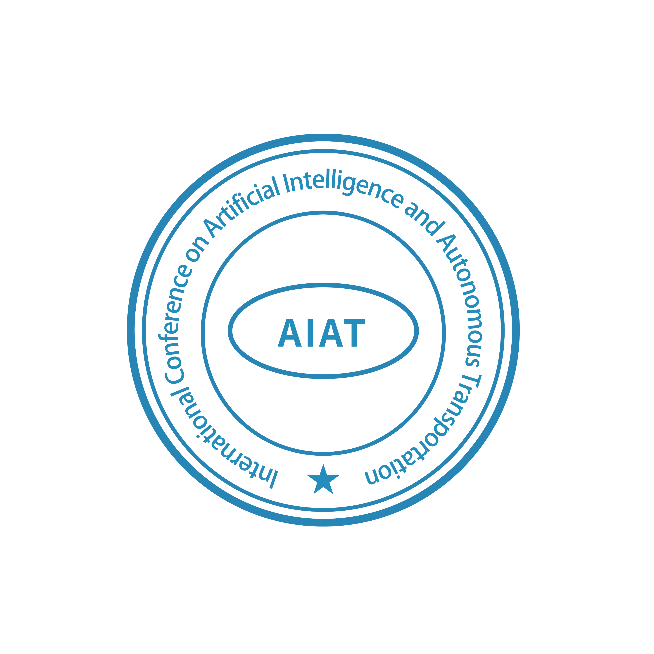 International Conference on Artificial Intelligence and Autonomous Transportation
AIAT